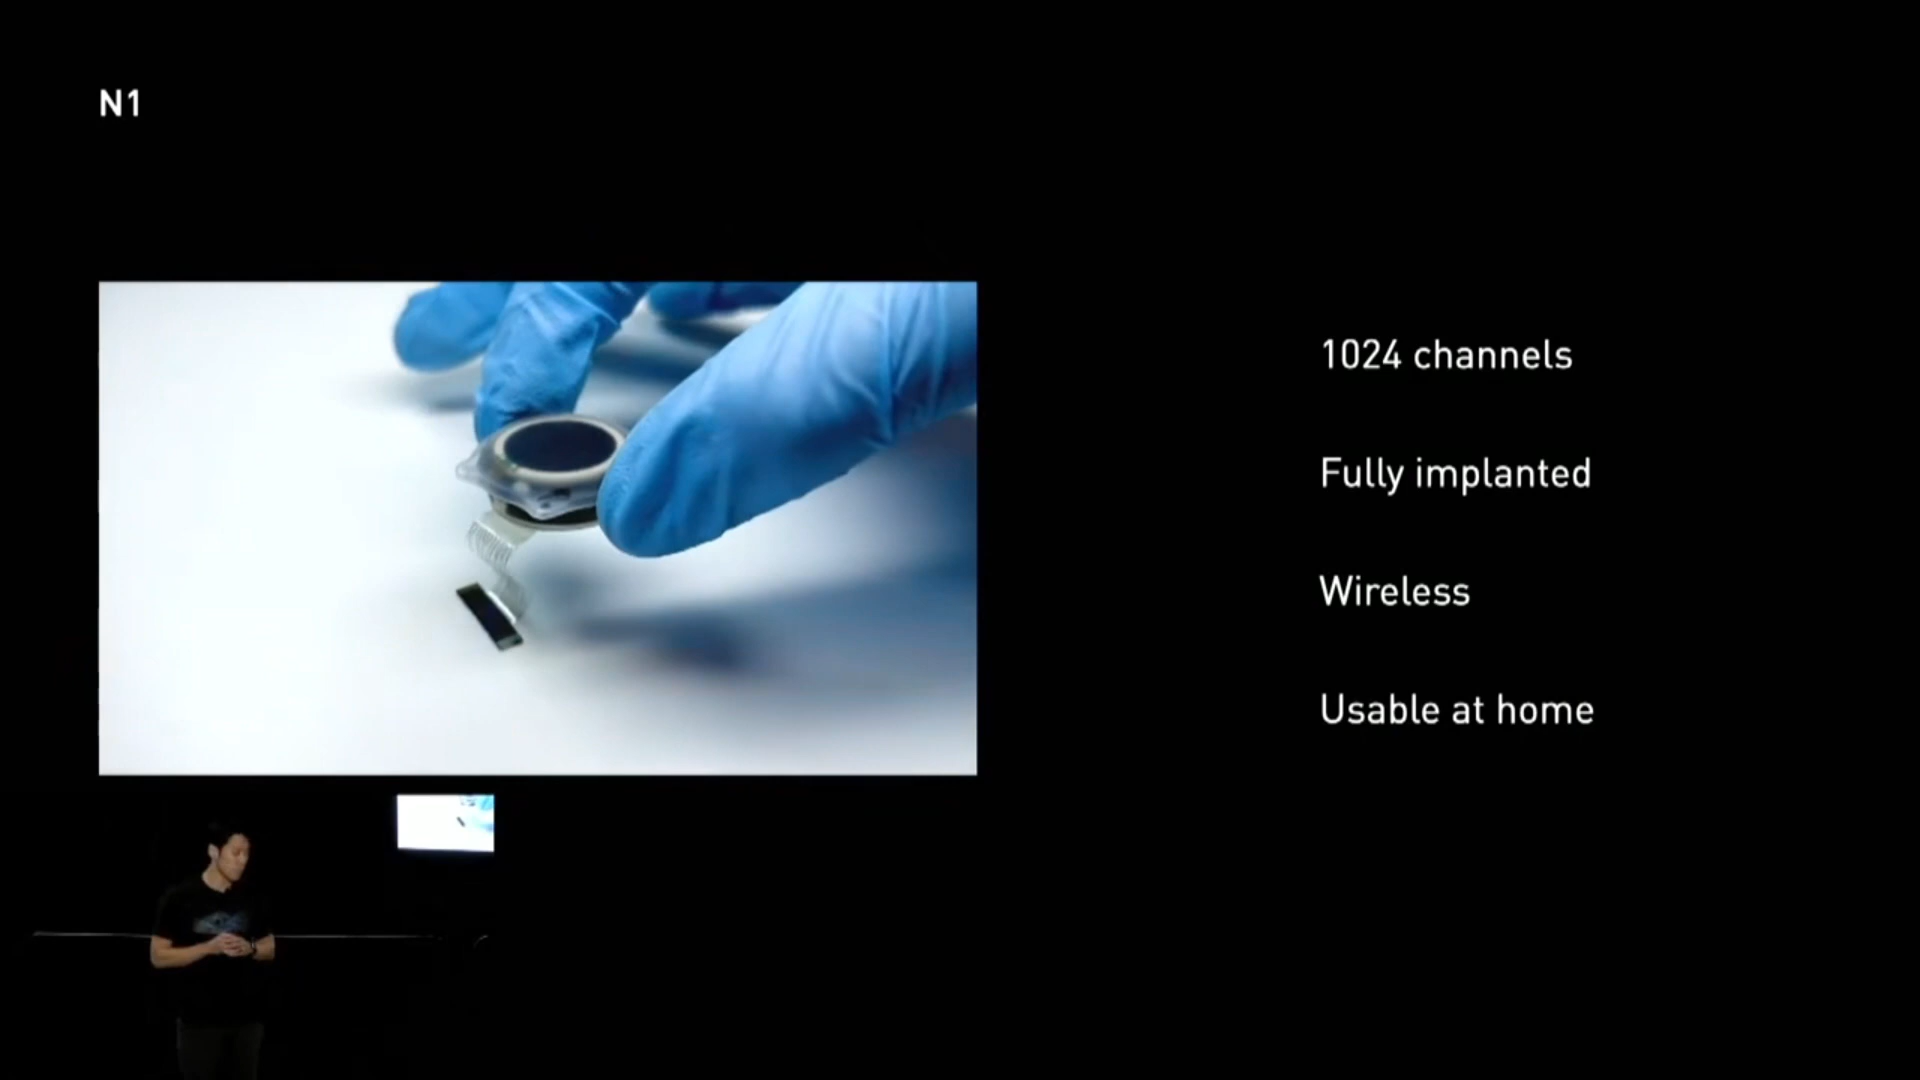 N1
1024 channels
Fully implanted
Wireless
Usable at home